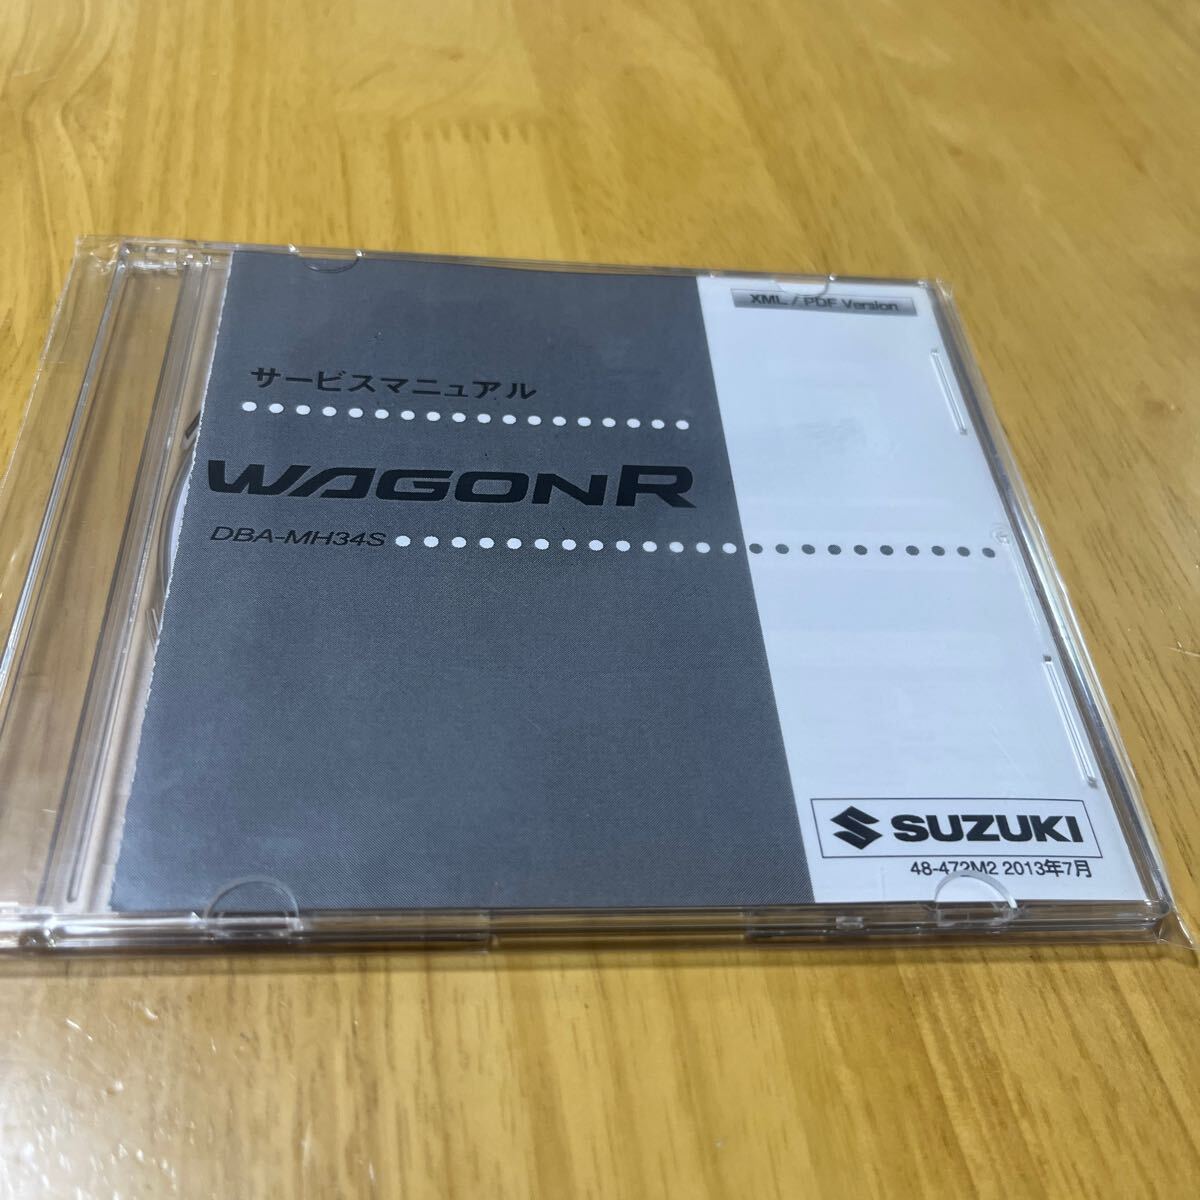 XML / PDF Version
サービスマニュアル
WAGONR
DBA-MH34S
SUZUKI
48-472M2 2013年7月